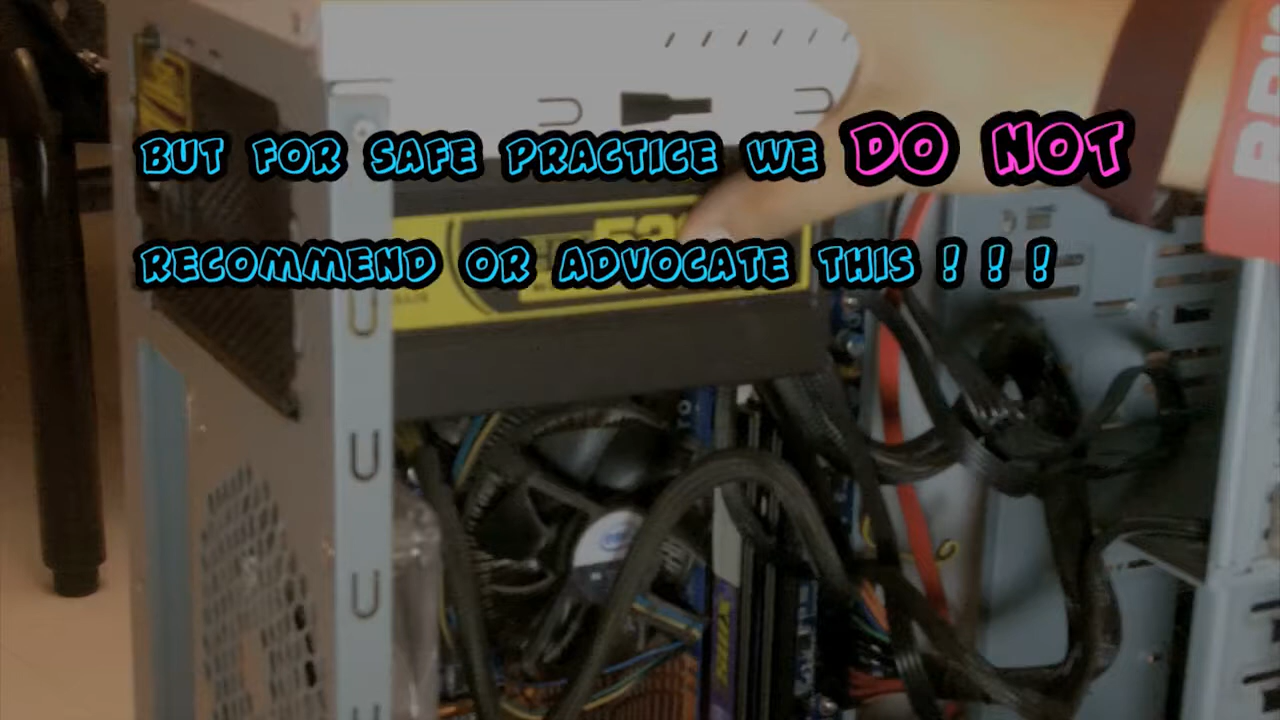 BUT FOR SAFE PRACTICE WE DO NOT
RECOMMEND OR ADVOCATE THIS ! ! !